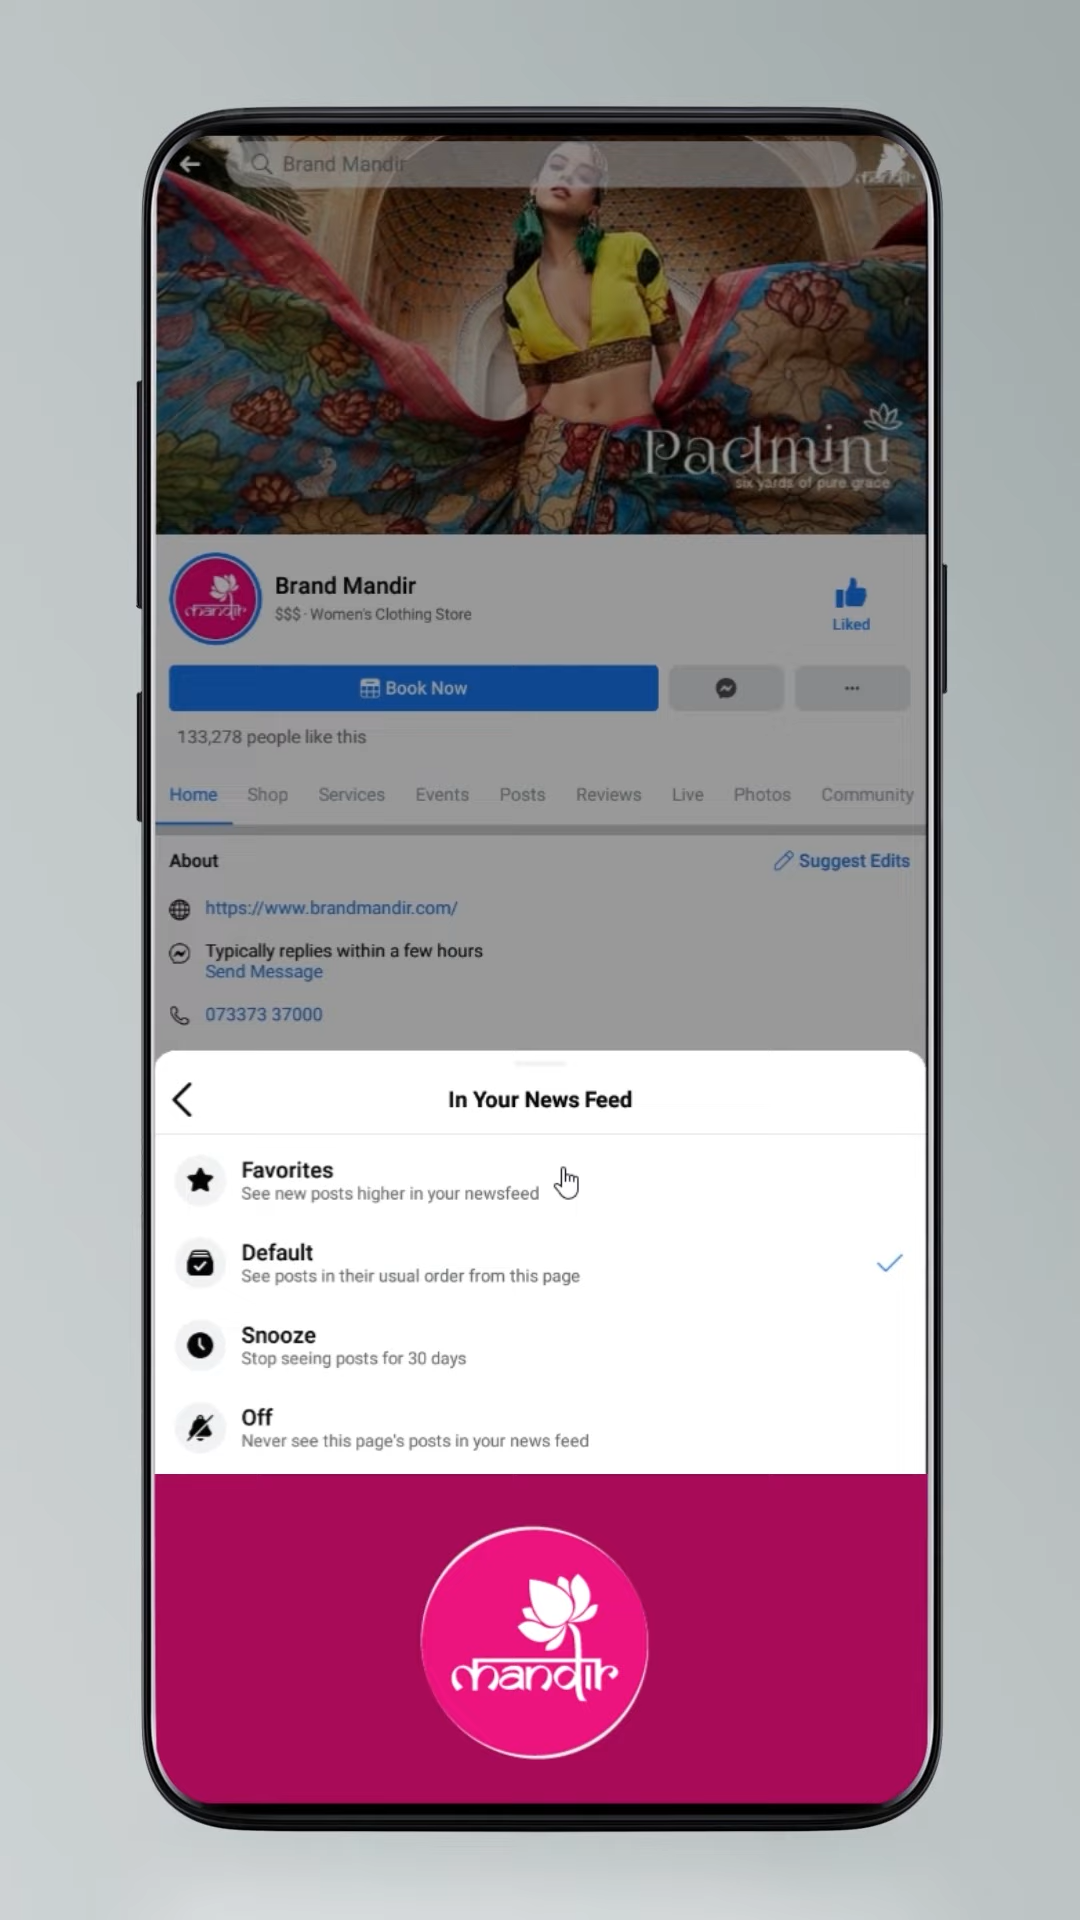 Brand Mandir
mandir
Padmini
six yards of pure grace
mandir
Brand Mandir
$$$ · Women's Clothing Store
Liked
Book Now
133,278 people like this
Home Shop Services Events Posts Reviews Live Photos Community
About
Suggest Edits
https://www.brandmandir.com/
Typically replies within a few hours
Send Message
073373 37000
In Your News Feed
Favorites
See new posts higher in your newsfeed
Default
See posts in their usual order from this page
Snooze
Stop seeing posts for 30 days
Off
Never see this page's posts in your news feed
mandir